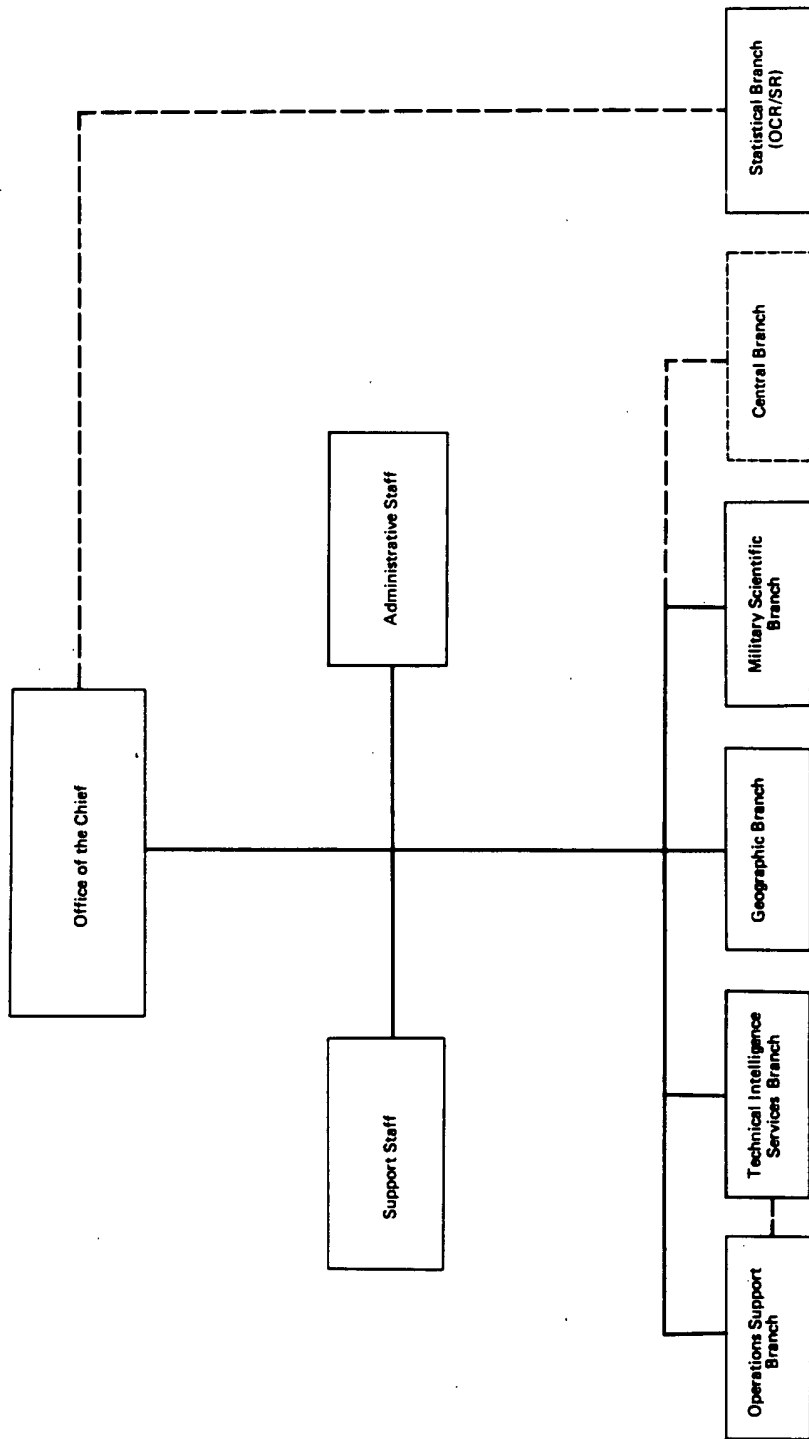 Office of the Chief
Support Staff
Administrative Staff
Operations Support
Branch
Technical Intelligence
Services Branch
Geographic Branch
Military Scientific
Branch
Central Branch
Statistical Branch
(OCR/SR)